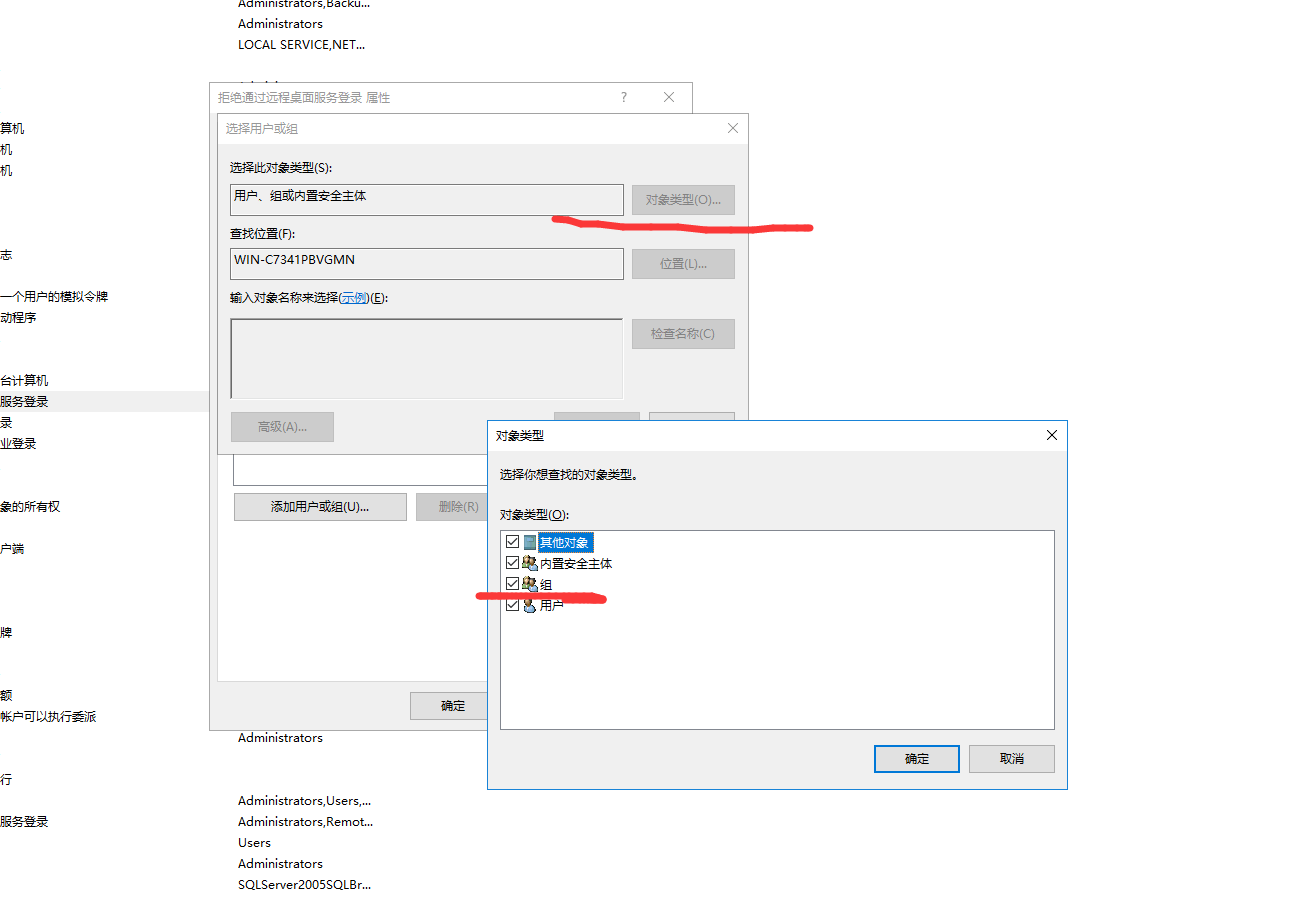 Administrators,Backu...
Administrators
LOCAL SERVICE,NET...
拒绝通过远程桌面服务登录 属性
?
选择用户或组
算机
机
机
选择此对象类型(S):
用户、组或内置安全主体
对象类型(O)...
查找位置(F):
志
WIN-C7341PBVGMN
位置(L)...
一个用户的模拟令牌
输入对象名称来选择(示例)(E):
动程序
检查名称(C)
台计算机
服务登录
录
高级(A)...
业登录
对象类型
选择你想查找的对象类型。
象的所有权
添加用户或组(U)...
删除(R)
对象类型(O):
其他对象
户端
内置安全主体
组
用户
牌
额
确定
帐户可以执行委派
Administrators
确定
取消
行
Administrators,Users,...
服务登录
Administrators,Remot...
Users
Administrators
SQLServer2005SQLBr...